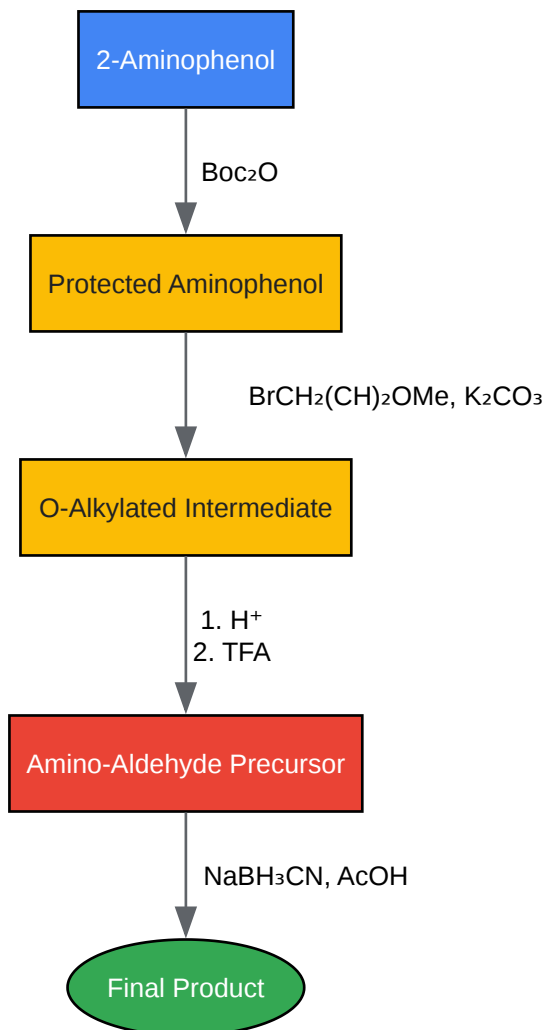 2-Aminophenol
Boc₂O
Protected Aminophenol
BrCH₂(CH)₂OMe, K₂CO₃
O-Alkylated Intermediate
1. H⁺
2. TFA
Amino-Aldehyde Precursor
NaBH₃CN, AcOH
Final Product